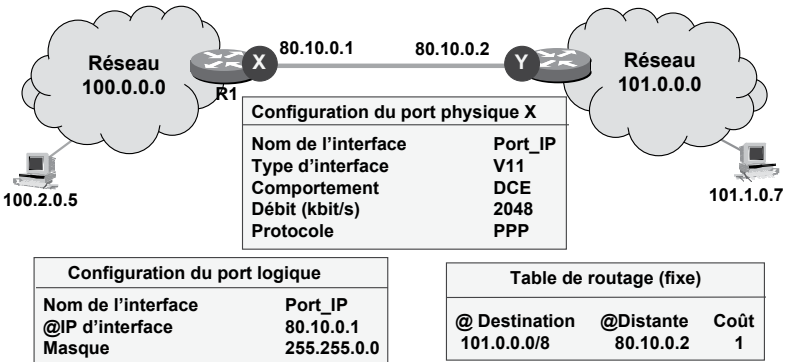 80.10.0.1 80.10.0.2
Réseau
100.0.0.0
X
Y
Réseau
101.0.0.0
R1
100.2.0.5
101.1.0.7
Configuration du port physique X
Nom de l’interface Port_IP
Type d’interface V11
Comportement DCE
Débit (kbit/s) 2048
Protocole PPP
Configuration du port logique
Nom de l’interface Port_IP
@IP d’interface 80.10.0.1
Masque 255.255.0.0
Table de routage (fixe)
@ Destination @Distante Coût
101.0.0.0/8 80.10.0.2 1